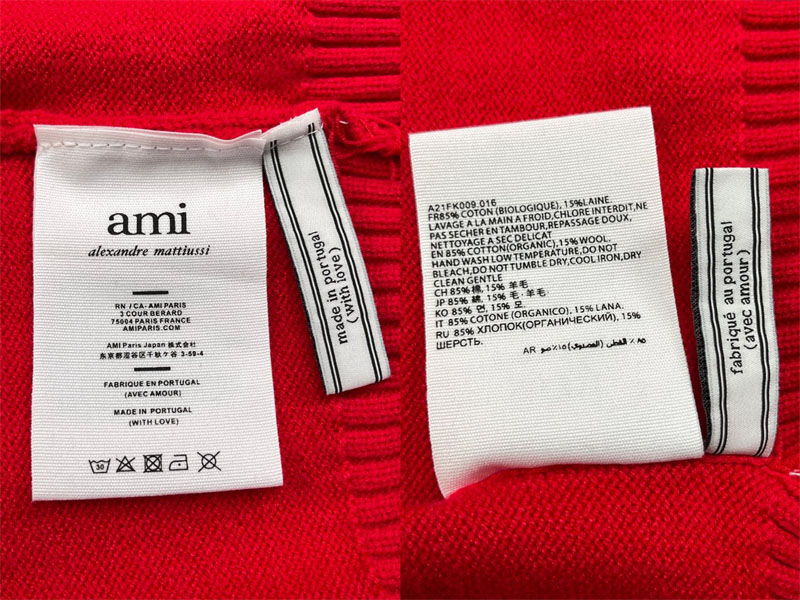 ami
alexandre mattiussi
RN / CA- AMI PARIS
3 COUR BERARD
75004 PARIS FRANCE
AMIPARIS.COM
AMI Paris Japan 株式会社
東京都渋谷区千駄ケ谷 3-59-4
FABRIQUE EN PORTUGAL
(AVEC AMOUR)
MADE IN PORTUGAL
(WITH LOVE)
30
made in portugal
(with love)
A21FK009.016
FR85% COTON (BIOLOGIQUE), 15%LAINE.
LAVAGE A LA MAIN A FROID,CHLORE INTERDIT,NE
PAS SECHER EN TAMBOUR,REPASSAGE DOUX,
NETTOYAGE A SEC DELICAT
EN 85% COTTON(ORGANIC),15% WOOL.
HAND WASH LOW TEMPERATURE,DO NOT
BLEACH,DO NOT TUMBLE DRY,COOL IRON,DRY
CLEAN GENTLE
CH 85% 棉, 15% 羊毛
JP 85% 綿, 15% 毛·羊毛
KO 85% 면, 15% 모.
IT 85% COTONE (ORGANICO), 15% LANA.
RU 85% ХЛОПОК(ОРГАНИЧЕСКИЙ), 15%
ШЕРСТЬ.
AR
fabriqué au portugal
(avec amour)